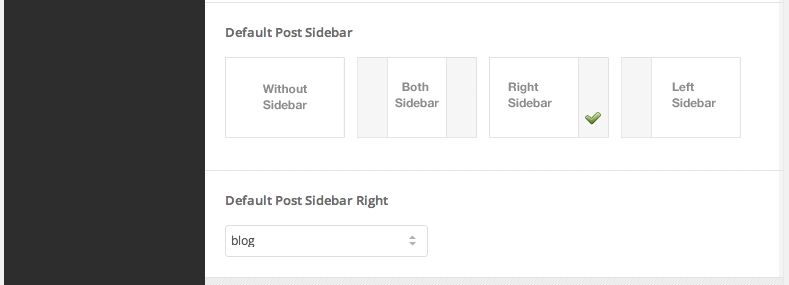 Default Post Sidebar
Without
Sidebar
Both
Sidebar
Right
Sidebar
Left
Sidebar
Default Post Sidebar Right
blog